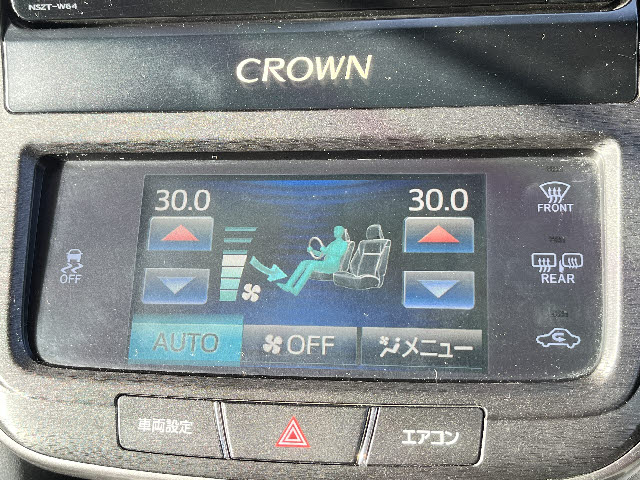 NSZT-W64
CROWN
30.0 30.0
FRONT
OFF
REAR
AUTO OFF メニュー
車両設定 エアコン